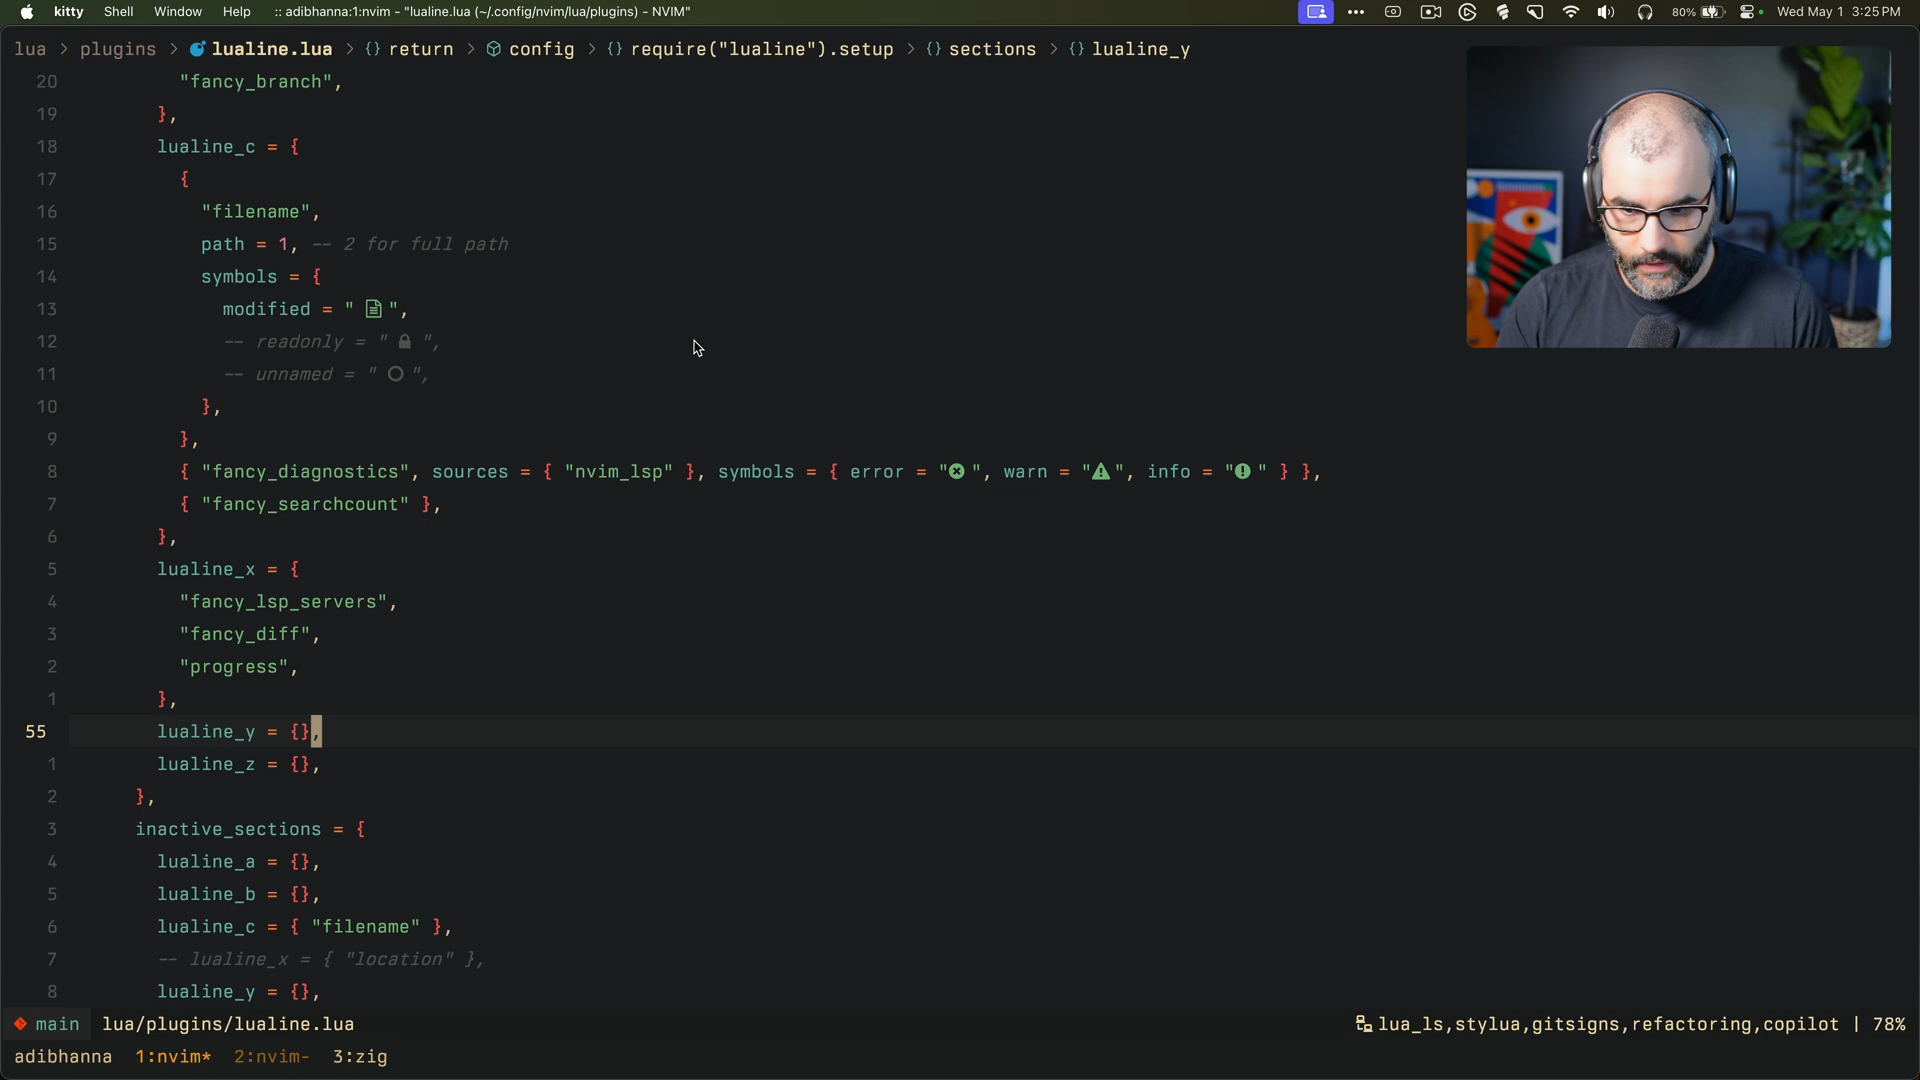 kitty Shell Window Help :: adibhanna:1:nvim - "lualine.lua (~/.config/nvim/lua/plugins) - NVIM" 80% Wed May 1 3:25 PM
lua > plugins > lualine.lua > {} return > config > {} require("lualine").setup > {} sections > {} lualine_y
20 "fancy_branch",
19 },
18 lualine_c = {
17 {
16 "filename",
15 path = 1, -- 2 for full path
14 symbols = {
13 modified = " ",
12 -- readonly = " ",
11 -- unnamed = " ",
10 },
9 },
8 { "fancy_diagnostics", sources = { "nvim_lsp" }, symbols = { error = " ", warn = " ", info = " " } },
7 { "fancy_searchcount" },
6 },
5 lualine_x = {
4 "fancy_lsp_servers",
3 "fancy_diff",
2 "progress",
1 },
55 lualine_y = {},
1 lualine_z = {},
2 },
3 inactive_sections = {
4 lualine_a = {},
5 lualine_b = {},
6 lualine_c = { "filename" },
7 -- lualine_x = { "location" },
8 lualine_y = {},
main lua/plugins/lualine.lua lua_ls,stylua,gitsigns,refactoring,copilot | 78%
adibhanna 1:nvim* 2:nvim- 3:zig